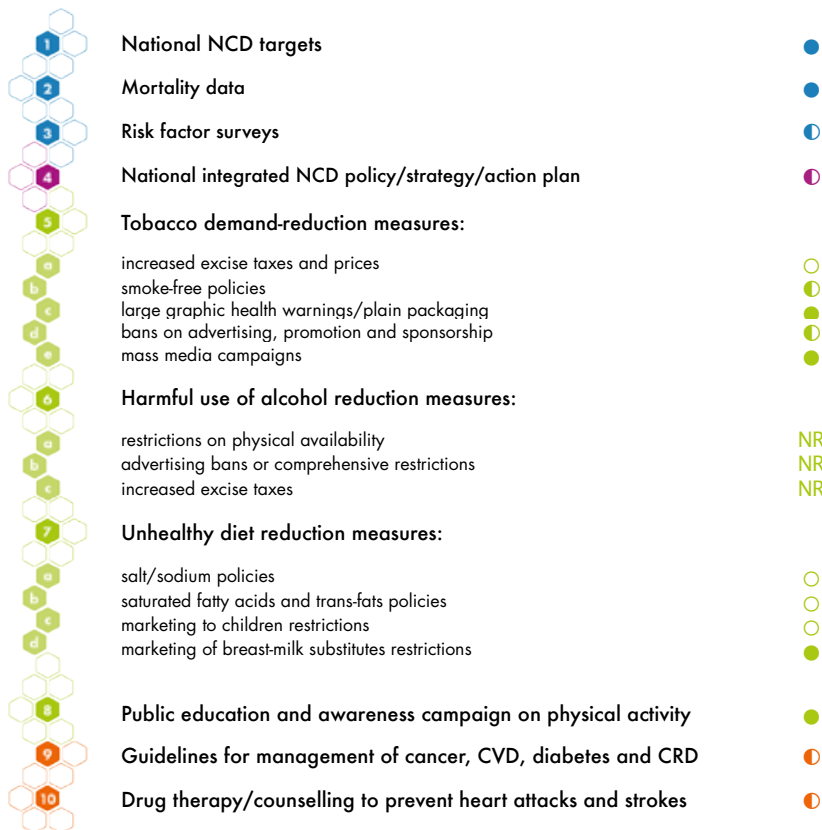 1 National NCD targets
2 Mortality data
3 Risk factor surveys
4 National integrated NCD policy/strategy/action plan
5 Tobacco demand-reduction measures:
a increased excise taxes and prices
b smoke-free policies
c large graphic health warnings/plain packaging
d bans on advertising, promotion and sponsorship
e mass media campaigns
6 Harmful use of alcohol reduction measures:
a restrictions on physical availability NR
b advertising bans or comprehensive restrictions NR
c increased excise taxes NR
7 Unhealthy diet reduction measures:
a salt/sodium policies
b saturated fatty acids and trans-fats policies
c marketing to children restrictions
d marketing of breast-milk substitutes restrictions
8 Public education and awareness campaign on physical activity
9 Guidelines for management of cancer, CVD, diabetes and CRD
10 Drug therapy/counselling to prevent heart attacks and strokes